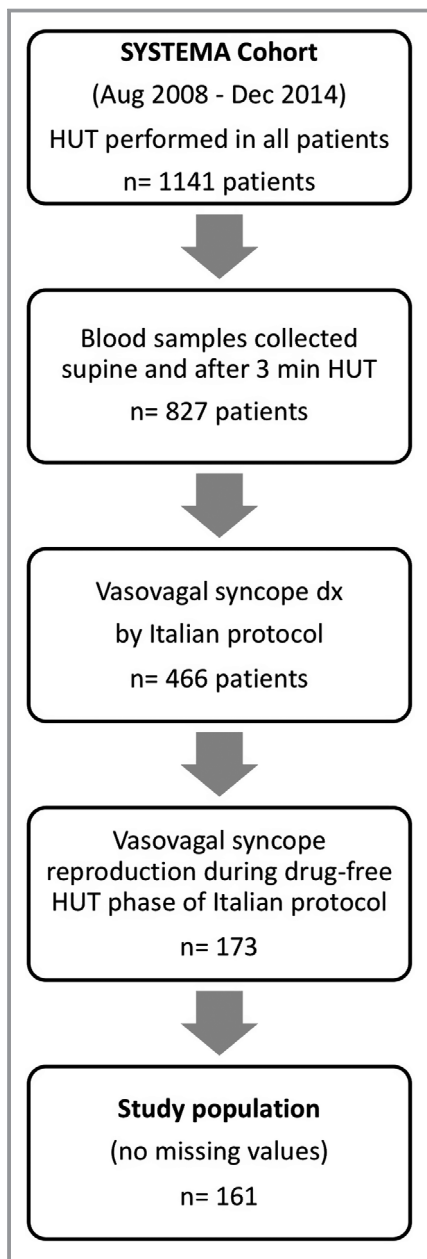 SYSTEMA Cohort
(Aug 2008 - Dec 2014)
HUT performed in all patients
n= 1141 patients
Blood samples collected
supine and after 3 min HUT
n= 827 patients
Vasovagal syncope dx
by Italian protocol
n= 466 patients
Vasovagal syncope
reproduction during drug-free
HUT phase of Italian protocol
n= 173
Study population
(no missing values)
n= 161